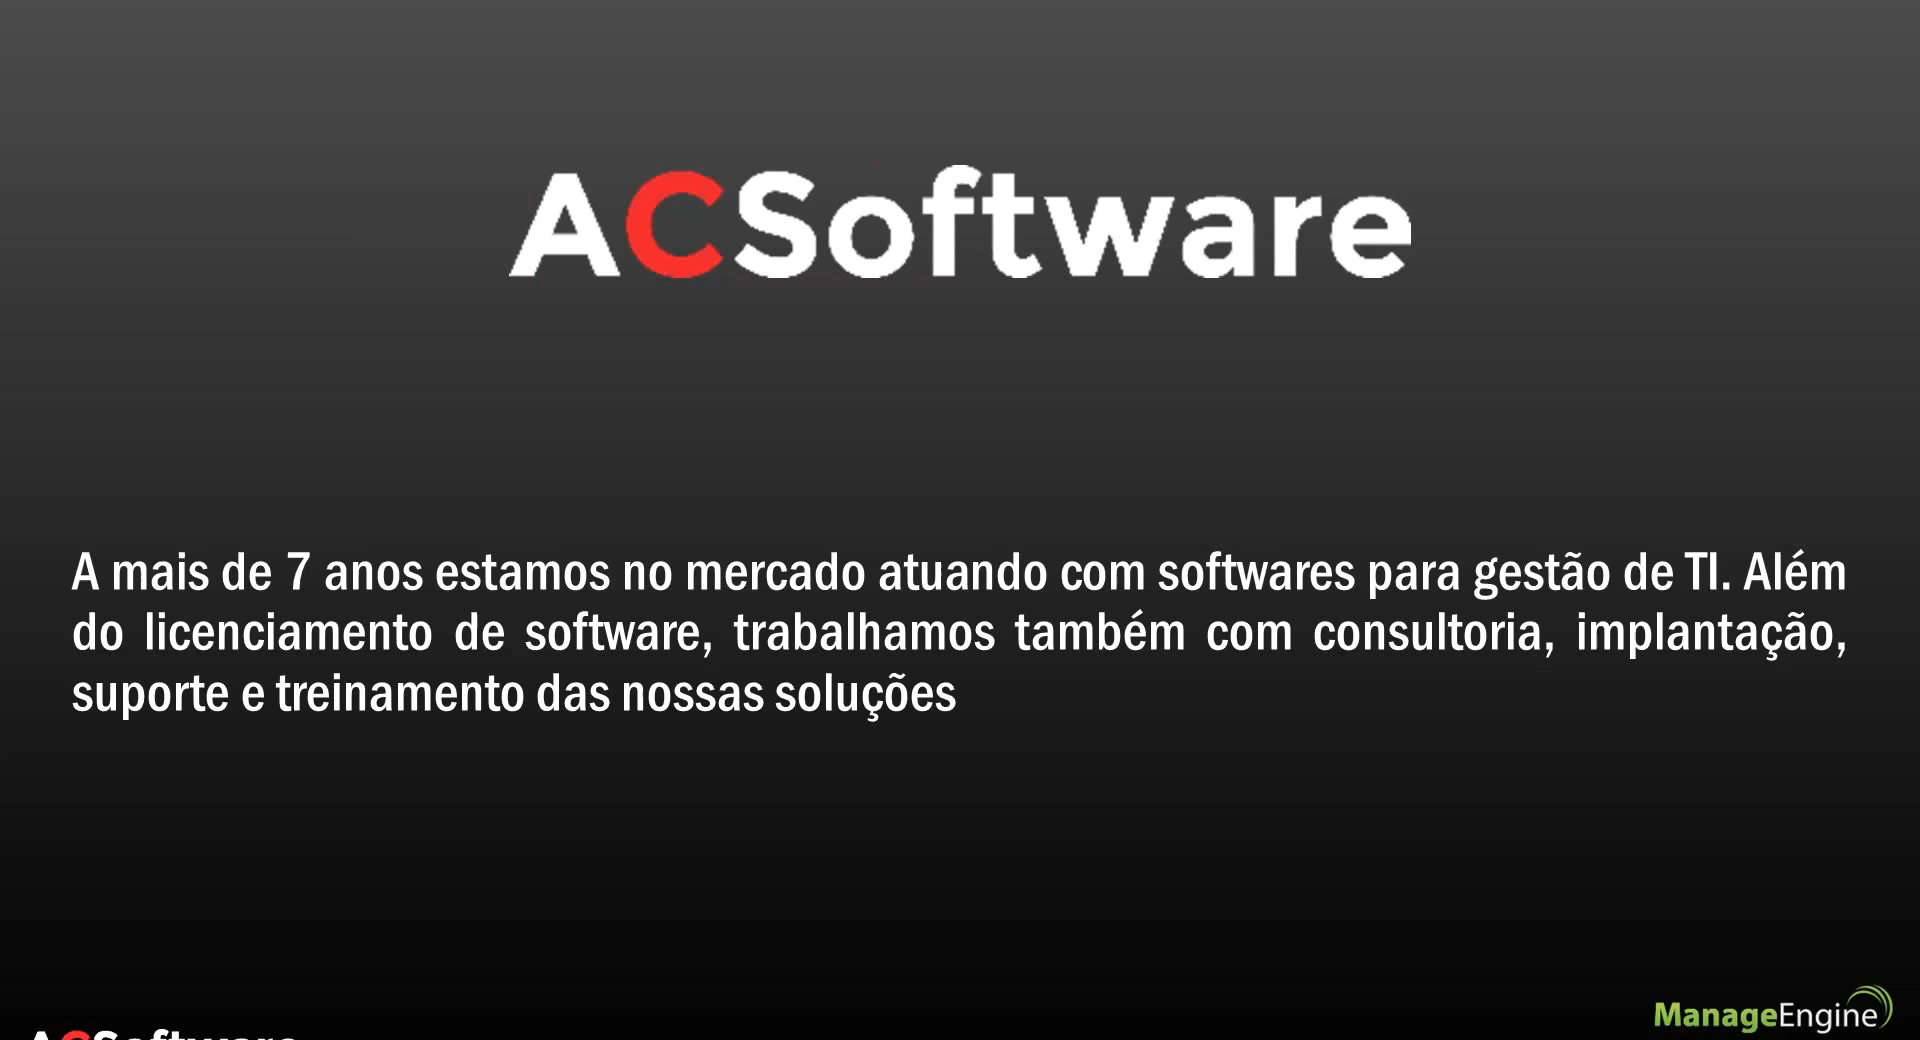 ACSoftware
A mais de 7 anos estamos no mercado atuando com softwares para gestão de TI. Além
do licenciamento de software, trabalhamos também com consultoria, implantação,
suporte e treinamento das nossas soluções
ManageEngine
ACSoftware